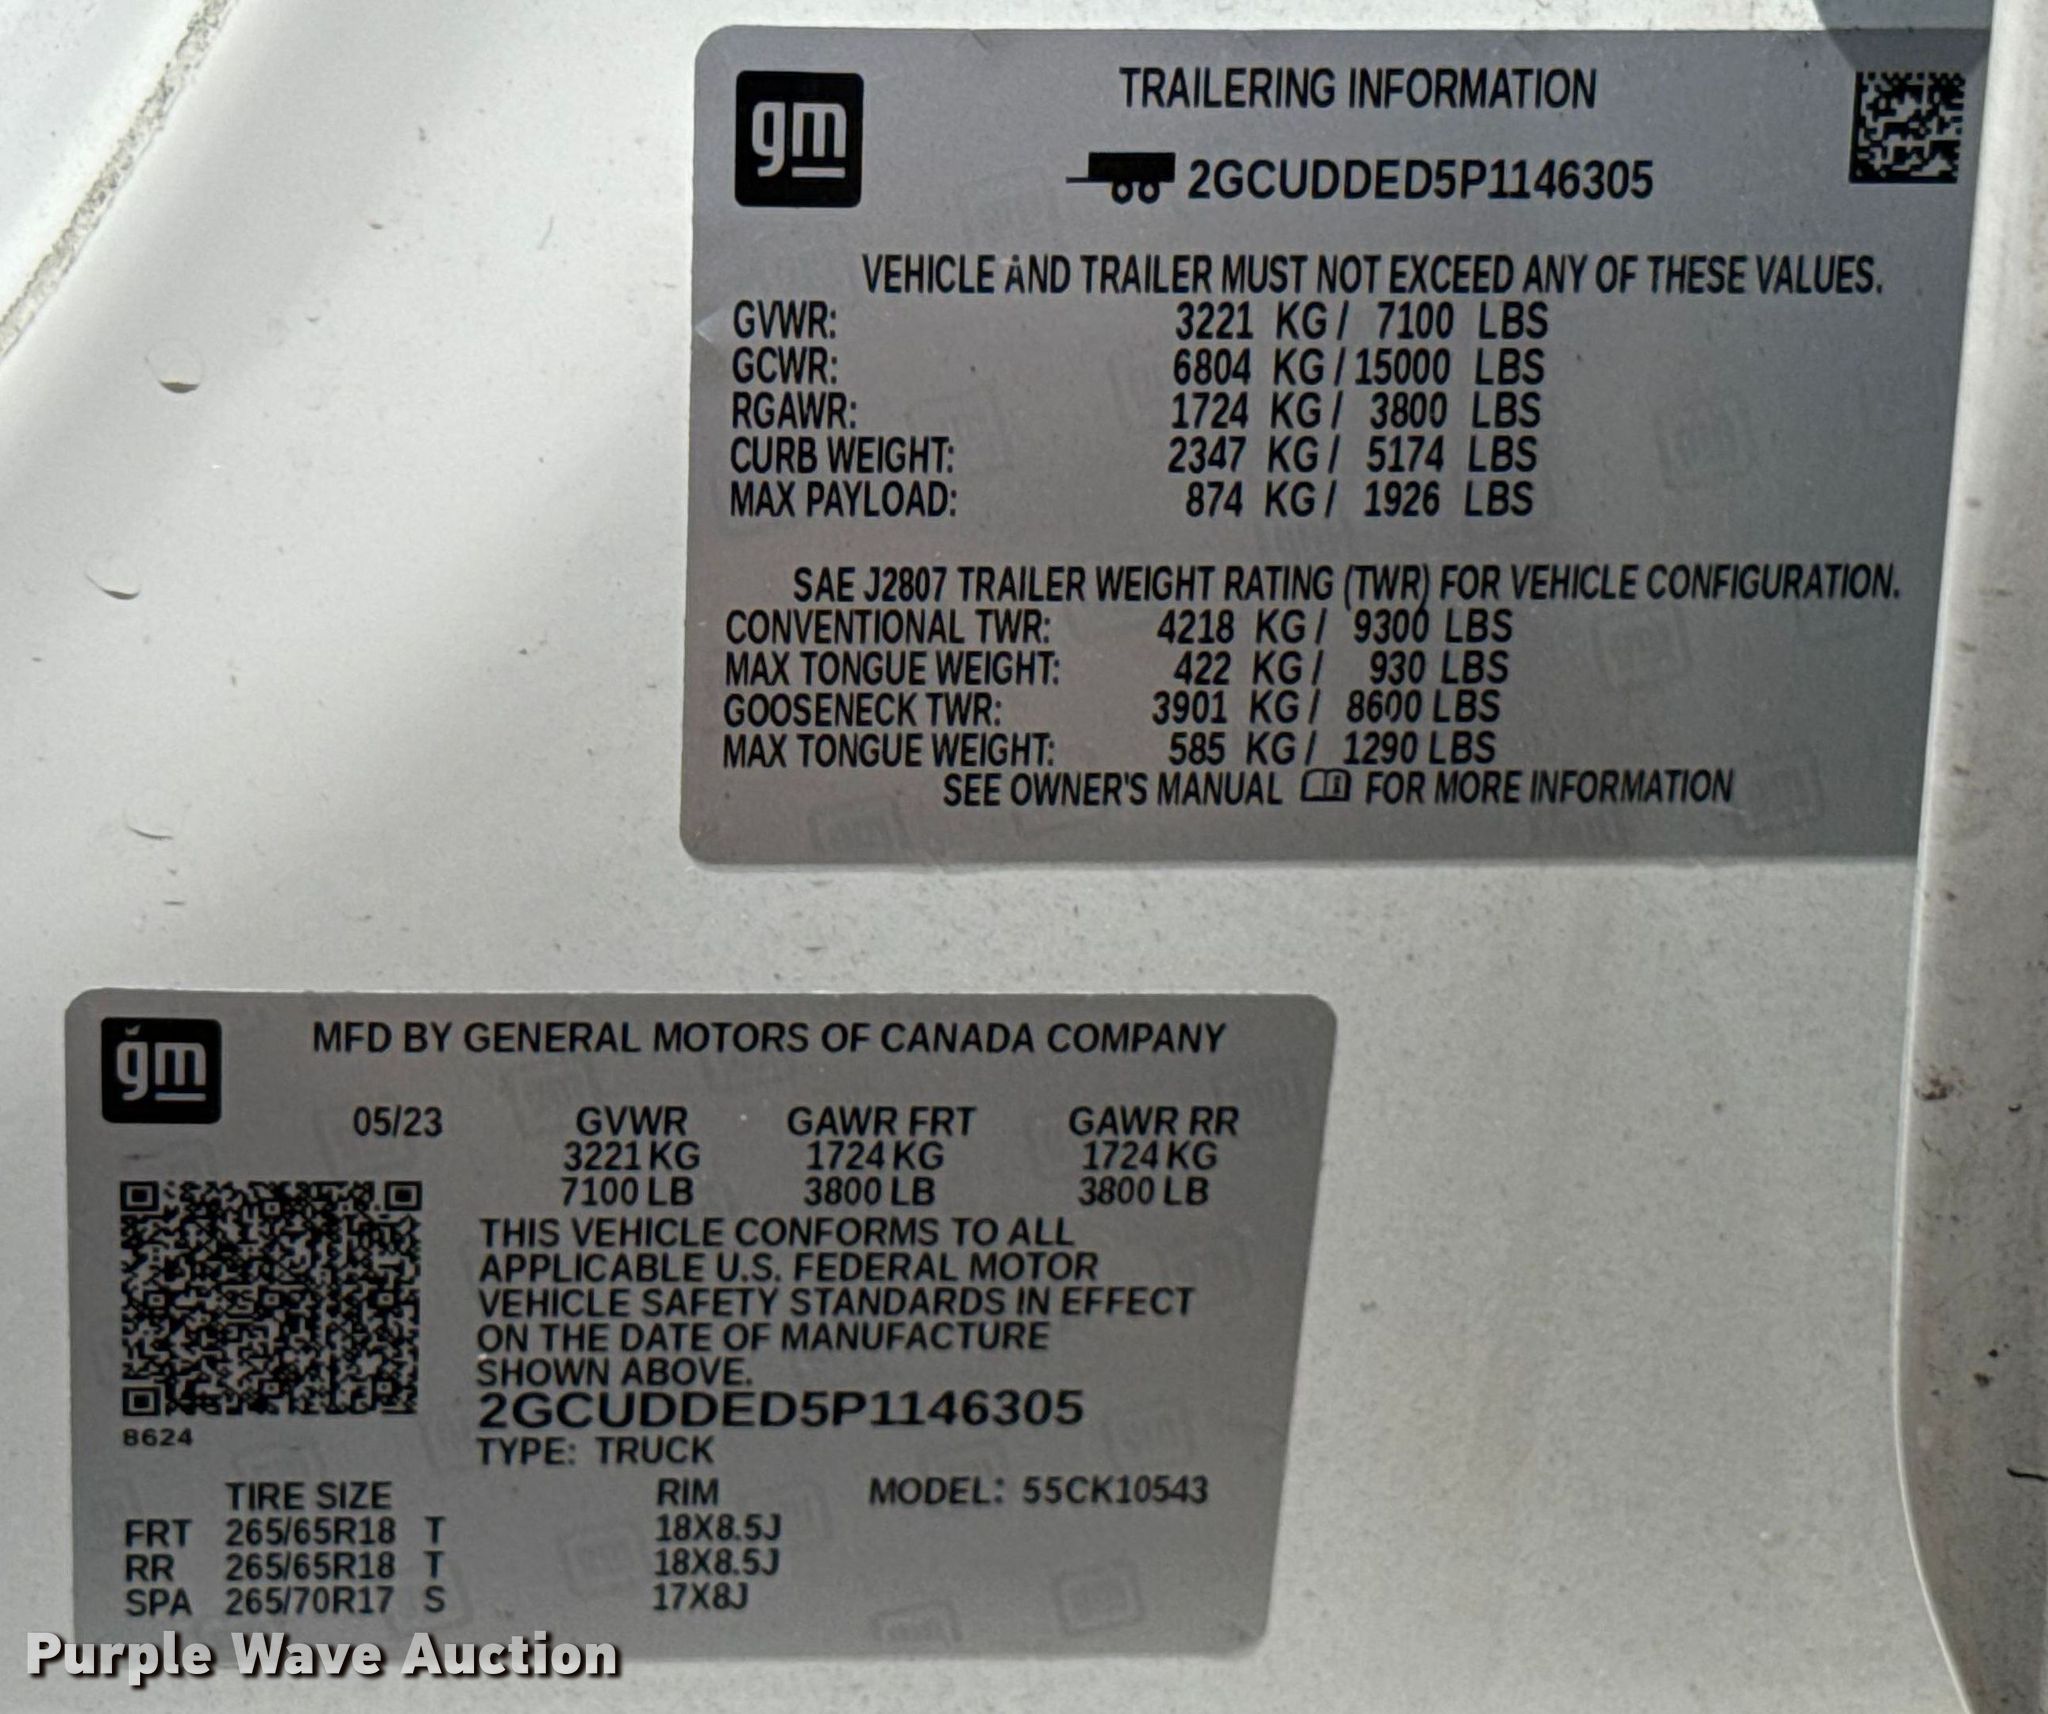 gm
TRAILERING INFORMATION
2GCUDDED5P1146305
VEHICLE AND TRAILER MUST NOT EXCEED ANY OF THESE VALUES.
GVWR: 3221 KG / 7100 LBS
GCWR: 6804 KG / 15000 LBS
RGAWR: 1724 KG / 3800 LBS
CURB WEIGHT: 2347 KG / 5174 LBS
MAX PAYLOAD: 874 KG / 1926 LBS
SAE J2807 TRAILER WEIGHT RATING (TWR) FOR VEHICLE CONFIGURATION.
CONVENTIONAL TWR: 4218 KG / 9300 LBS
MAX TONGUE WEIGHT: 422 KG / 930 LBS
GOOSENECK TWR: 3901 KG / 8600 LBS
MAX TONGUE WEIGHT: 585 KG / 1290 LBS
SEE OWNER'S MANUAL FOR MORE INFORMATION
gm
MFD BY GENERAL MOTORS OF CANADA COMPANY
05/23 GVWR GAWR FRT GAWR RR
3221 KG 1724 KG 1724 KG
7100 LB 3800 LB 3800 LB
THIS VEHICLE CONFORMS TO ALL
APPLICABLE U.S. FEDERAL MOTOR
VEHICLE SAFETY STANDARDS IN EFFECT
ON THE DATE OF MANUFACTURE
SHOWN ABOVE.
2GCUDDED5P1146305
8624
TYPE: TRUCK
TIRE SIZE RIM MODEL: 55CK10543
FRT 265/65R18 T 18X8.5J
RR 265/65R18 T 18X8.5J
SPA 265/70R17 S 17X8J
Purple Wave Auction